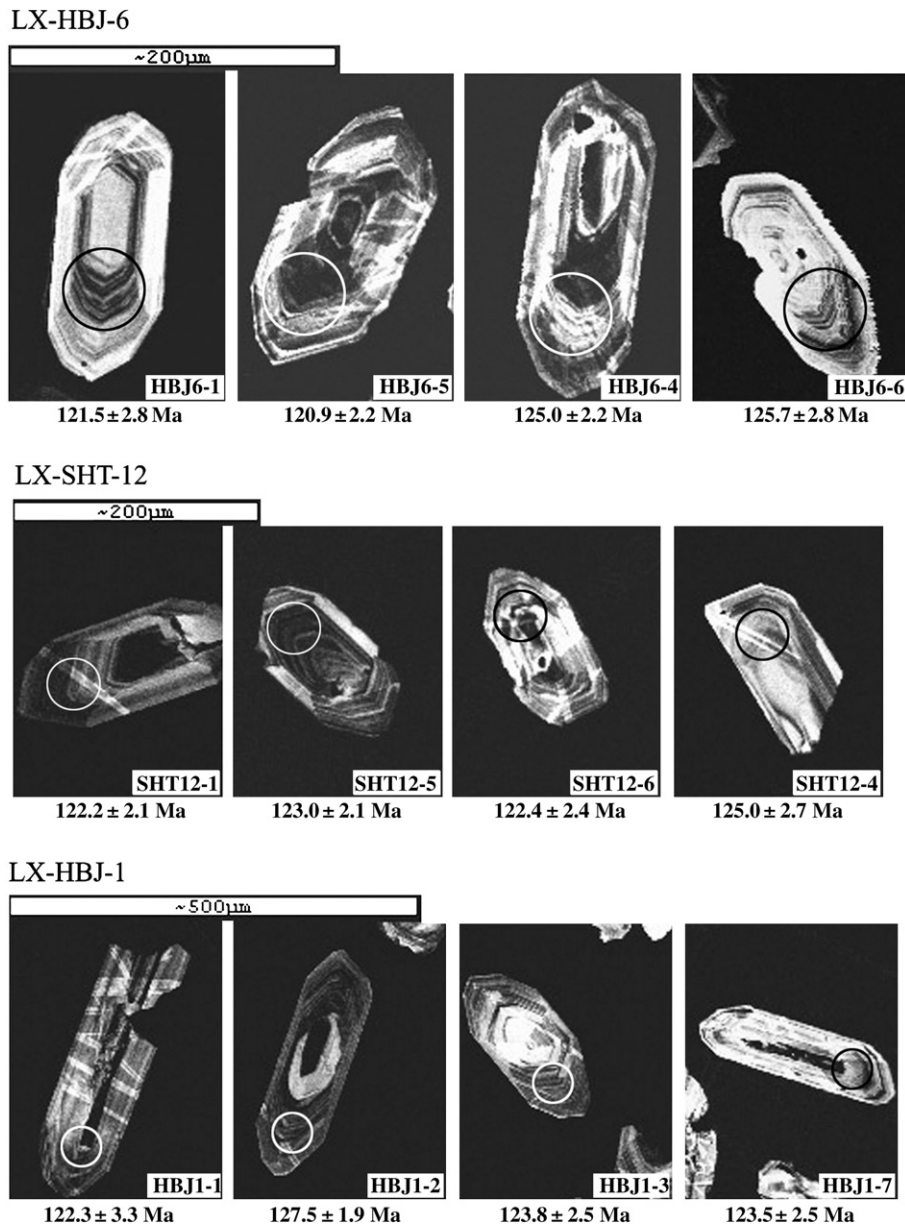 LX-HBJ-6
~200µm
HBJ6-1
HBJ6-5
HBJ6-4
HBJ6-6
121.5 ± 2.8 Ma
120.9 ± 2.2 Ma
125.0 ± 2.2 Ma
125.7 ± 2.8 Ma
LX-SHT-12
~200µm
SHT12-1
SHT12-5
SHT12-6
SHT12-4
122.2 ± 2.1 Ma
123.0 ± 2.1 Ma
122.4 ± 2.4 Ma
125.0 ± 2.7 Ma
LX-HBJ-1
~500µm
HBJ1-1
HBJ1-2
HBJ1-3
HBJ1-7
122.3 ± 3.3 Ma
127.5 ± 1.9 Ma
123.8 ± 2.5 Ma
123.5 ± 2.5 Ma